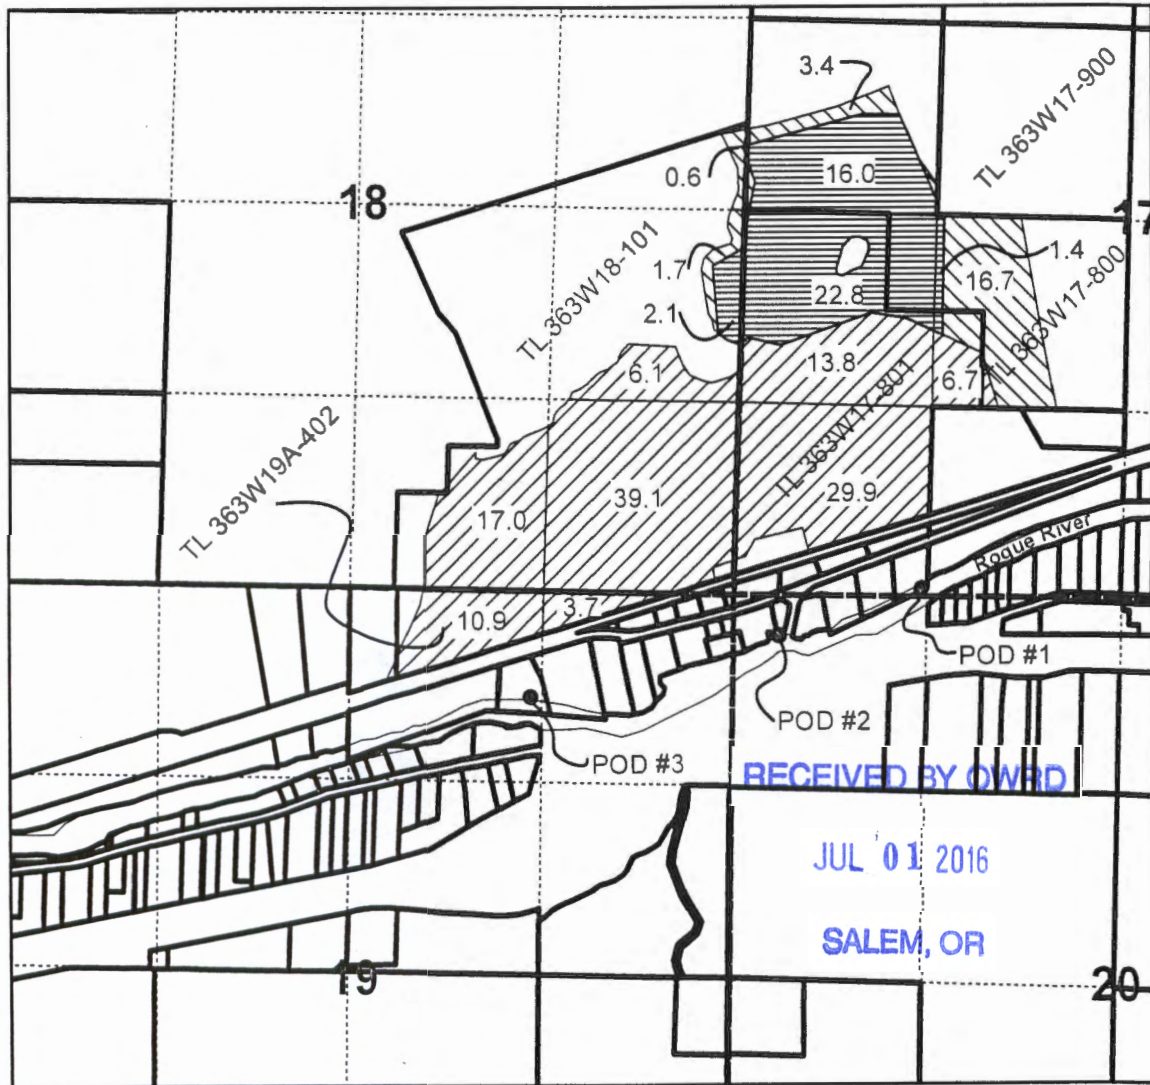 3.4
TL 363W17-900
0.6
16.0
18
17
TL 363W18-101
1.7
1.4
16.7
22.8
2.1
TL 363W17-800
13.8
6.1
6.7
TL 363W17-801
TL 363W19A-402
39.1
29.9
17.0
Rogue River
3.7
10.9
POD #1
POD #2
POD #3
RECEIVED BY OWRD
JUL 01 2016
SALEM, OR
19
20